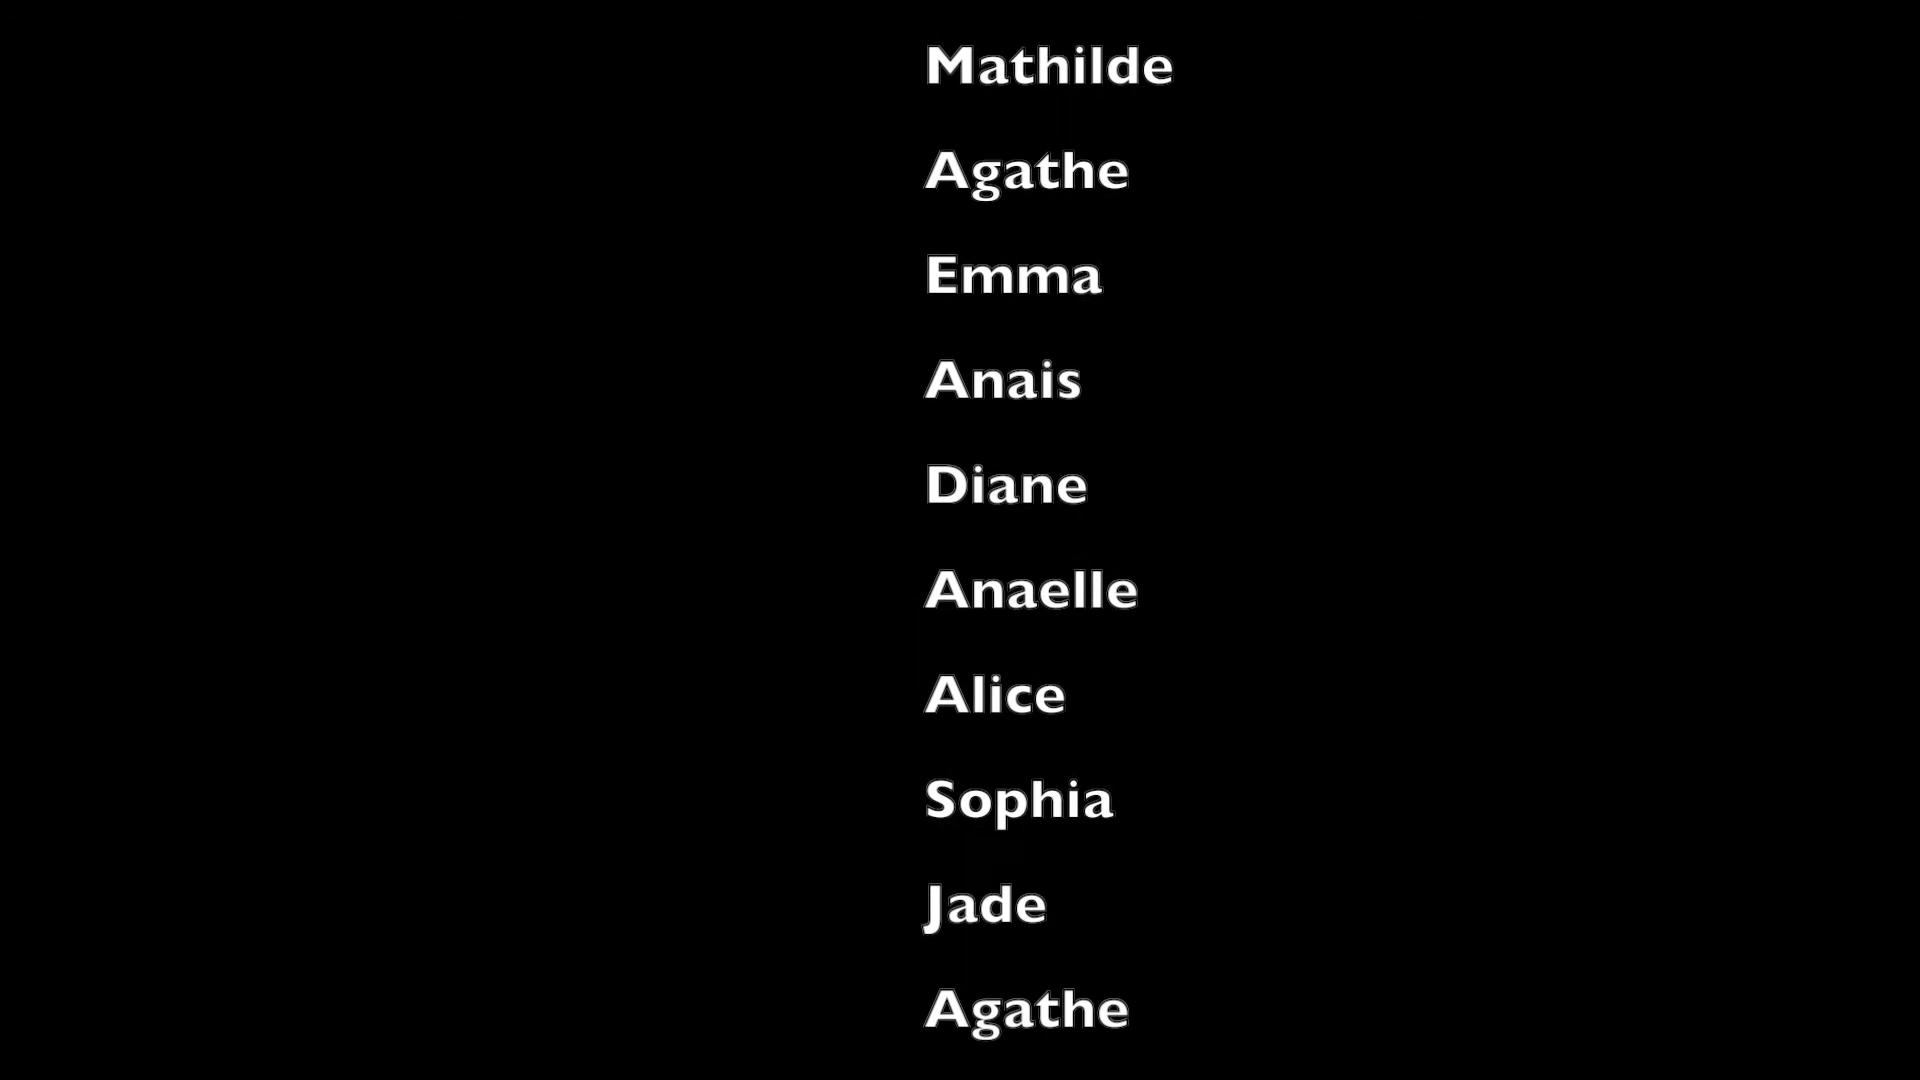 Mathilde
Agathe
Emma
Anais
Diane
Anaelle
Alice
Sophia
Jade
Agathe